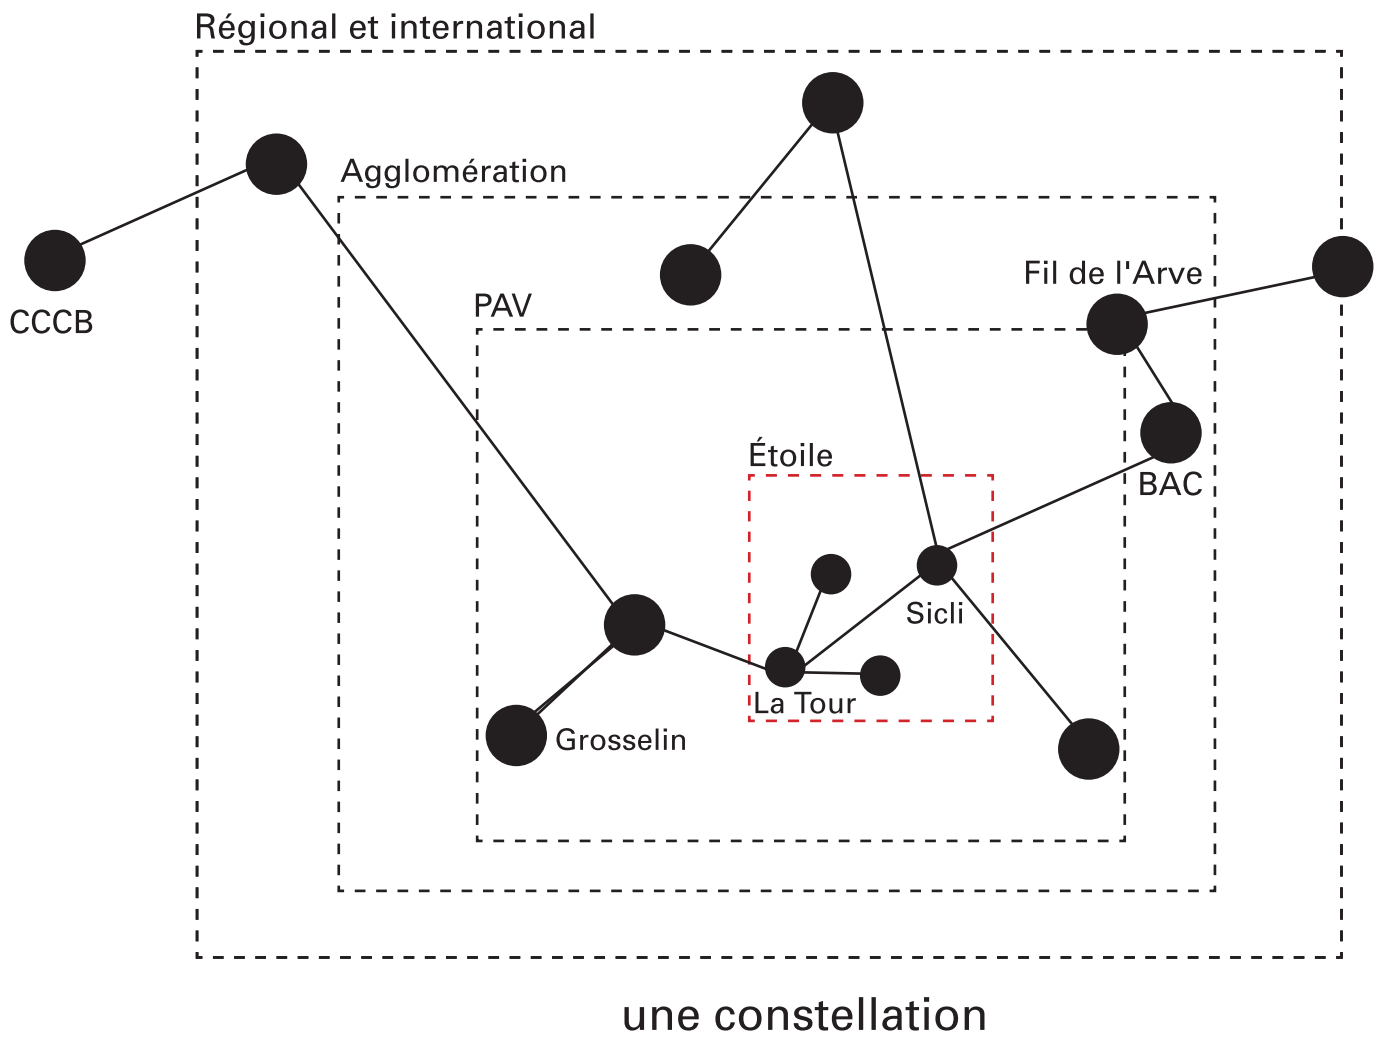 Régional et international
Agglomération
Fil de l'Arve
PAV
CCCB
Étoile
BAC
Sicli
La Tour
Grosselin
une constellation